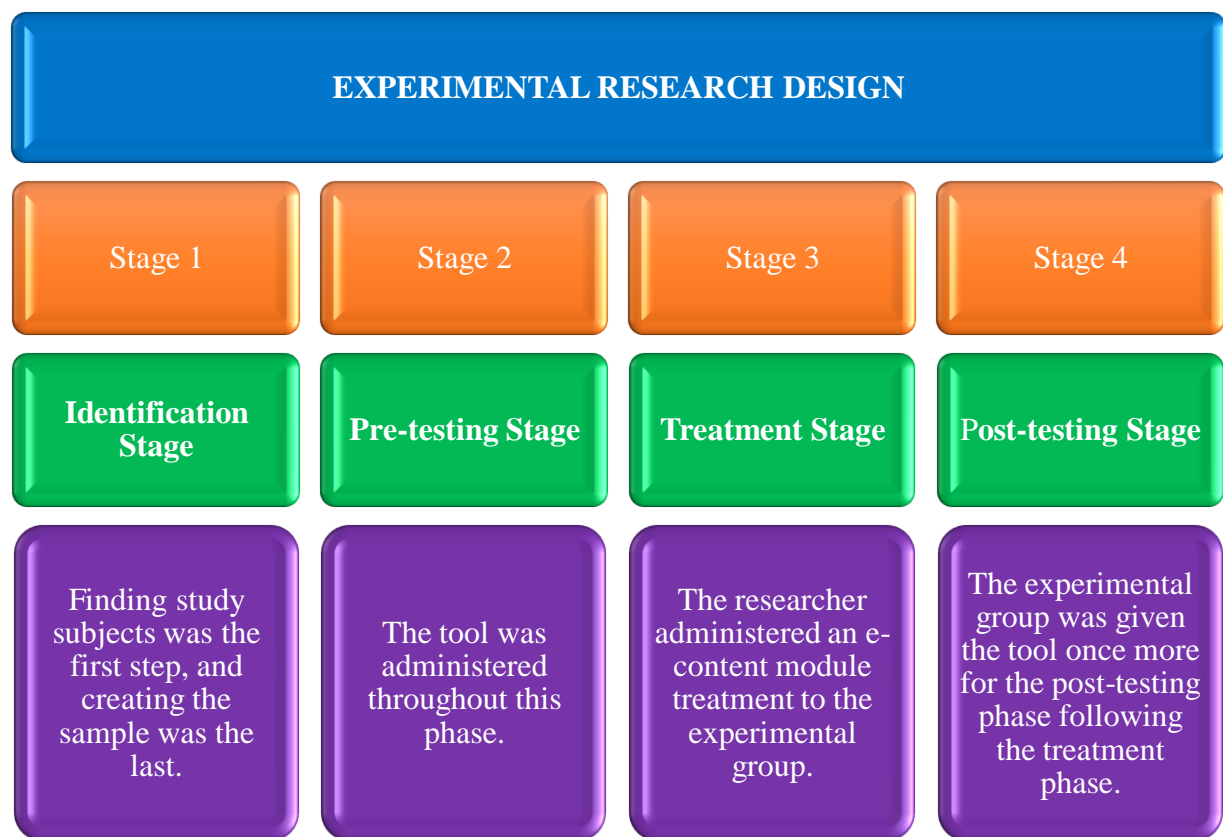 EXPERIMENTAL RESEARCH DESIGN
Stage 1
Stage 2
Stage 3
Stage 4
Identification
Stage
Pre-testing Stage
Treatment Stage
Post-testing Stage
Finding study
subjects was the
first step, and
creating the
sample was the
last.
The tool was
administered
throughout this
phase.
The researcher
administered an e-
content module
treatment to the
experimental
group.
The experimental
group was given
the tool once more
for the post-testing
phase following
the treatment
phase.